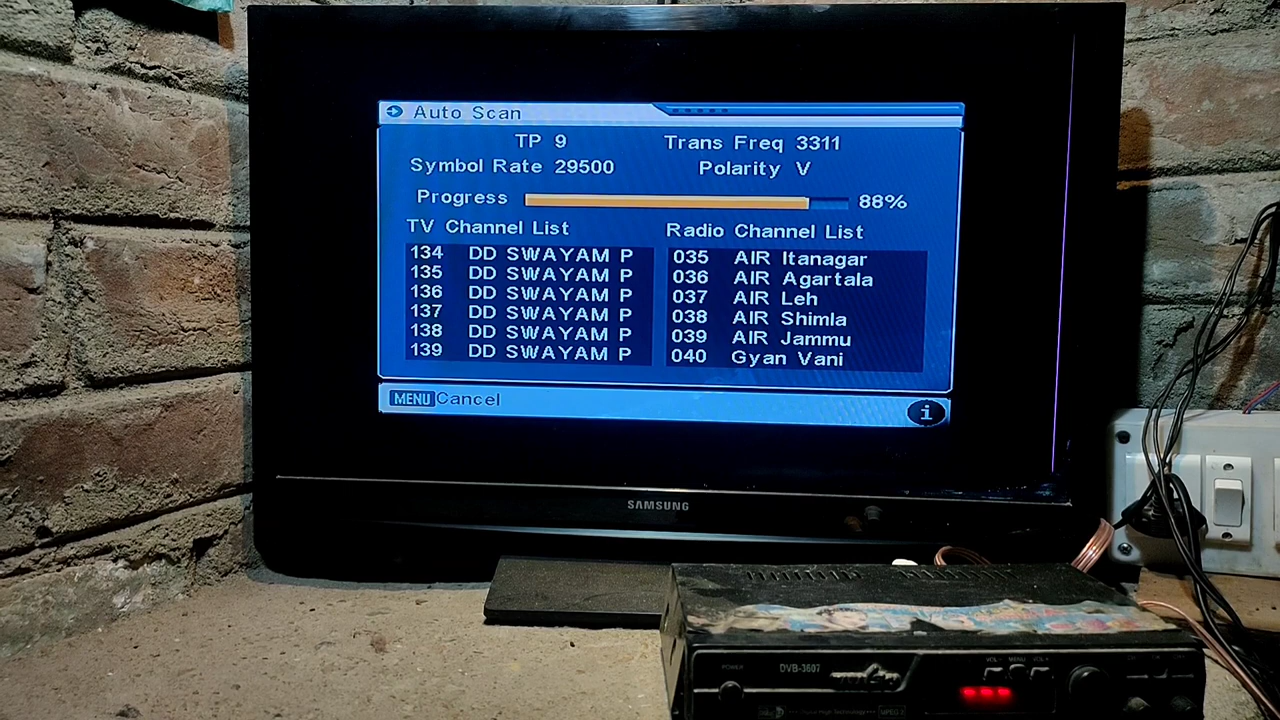 Auto Scan
TP 9 Trans Freq 3311
Symbol Rate 29500 Polarity V
Progress 88%
TV Channel List Radio Channel List
134 DD SWAYAM P 035 AIR Itanagar
135 DD SWAYAM P 036 AIR Agartala
136 DD SWAYAM P 037 AIR Leh
137 DD SWAYAM P 038 AIR Shimla
138 DD SWAYAM P 039 AIR Jammu
139 DD SWAYAM P 040 Gyan Vani
MENU Cancel i
SAMSUNG
POWER DVB-3607 VOL- MENU VOL+